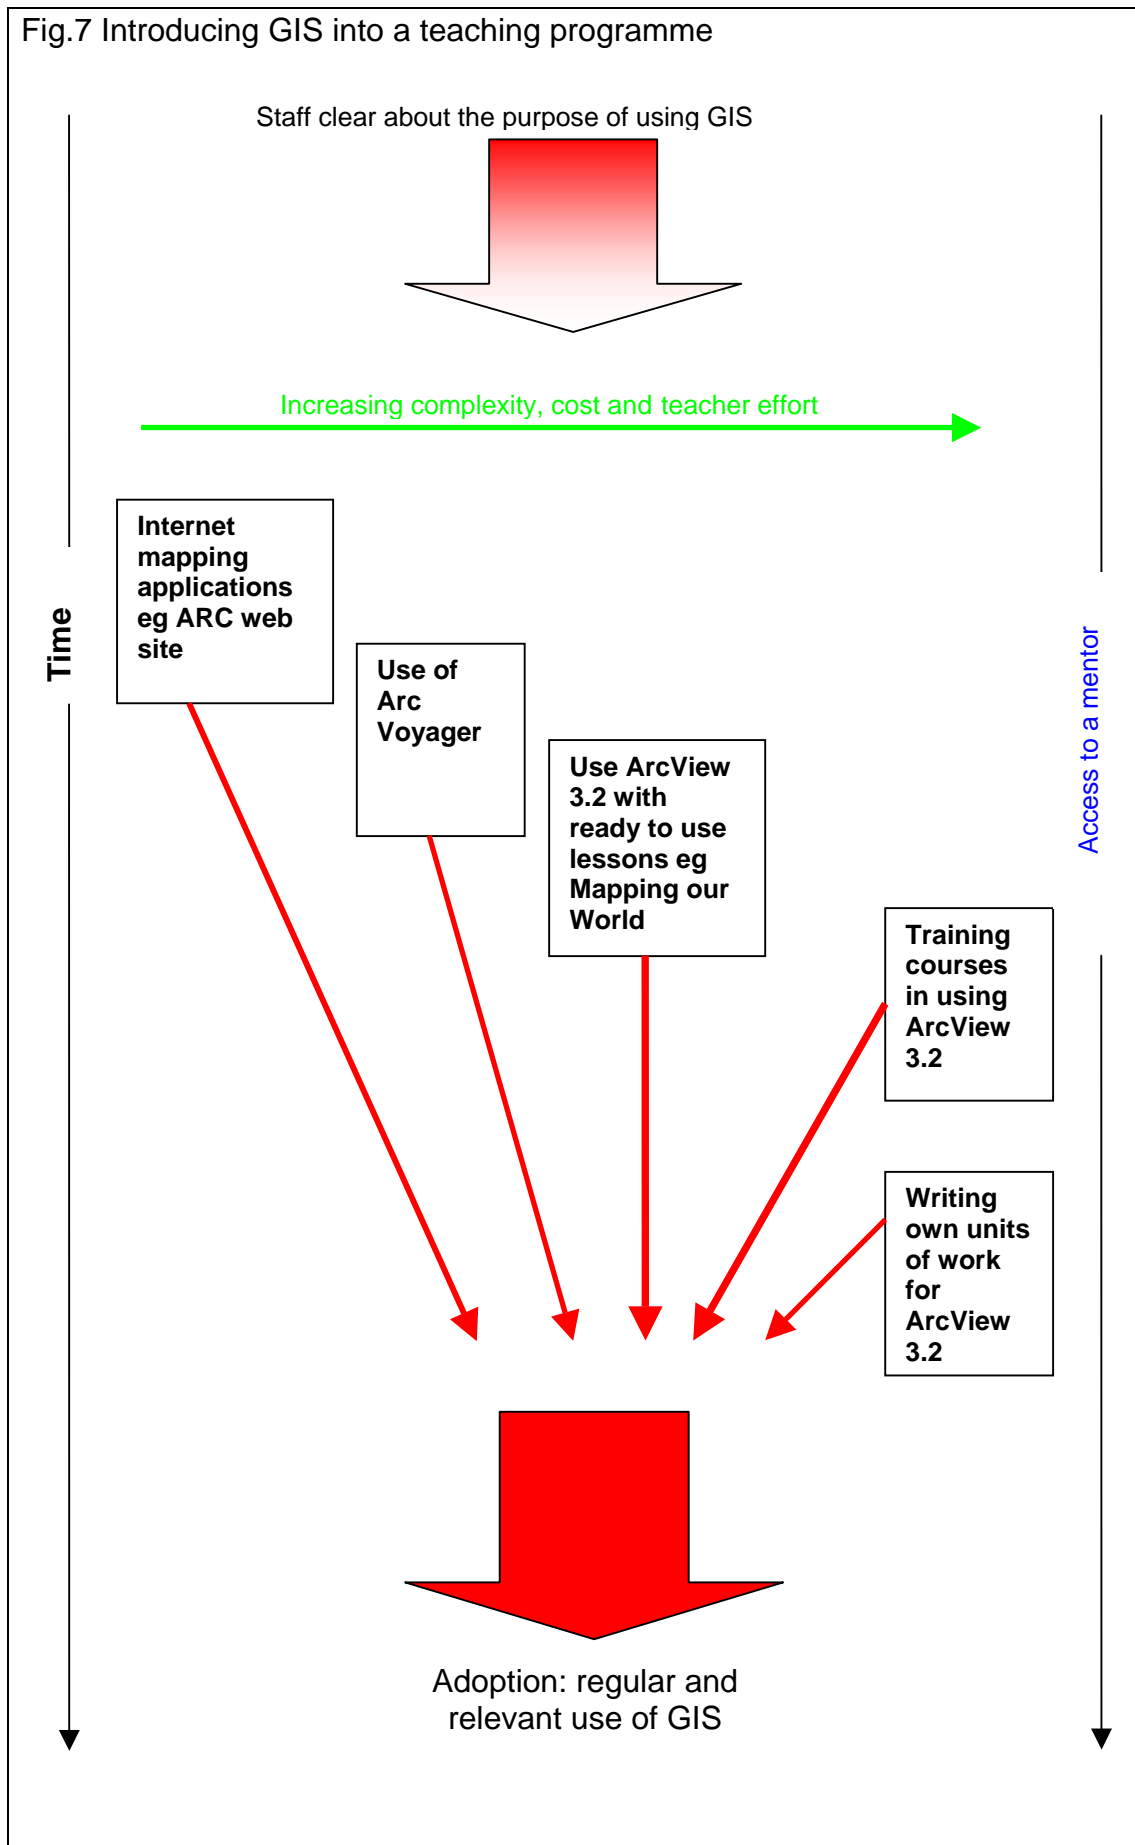 Fig.7 Introducing GIS into a teaching programme
Staff clear about the purpose of using GIS
Increasing complexity, cost and teacher effort
Time
Internet
mapping
applications
eg ARC web
site
Use of
Arc
Voyager
Use ArcView
3.2 with
ready to use
lessons eg
Mapping our
World
Access to a mentor
Training
courses
in using
ArcView
3.2
Writing
own units
of work
for
ArcView
3.2
Adoption: regular and
relevant use of GIS